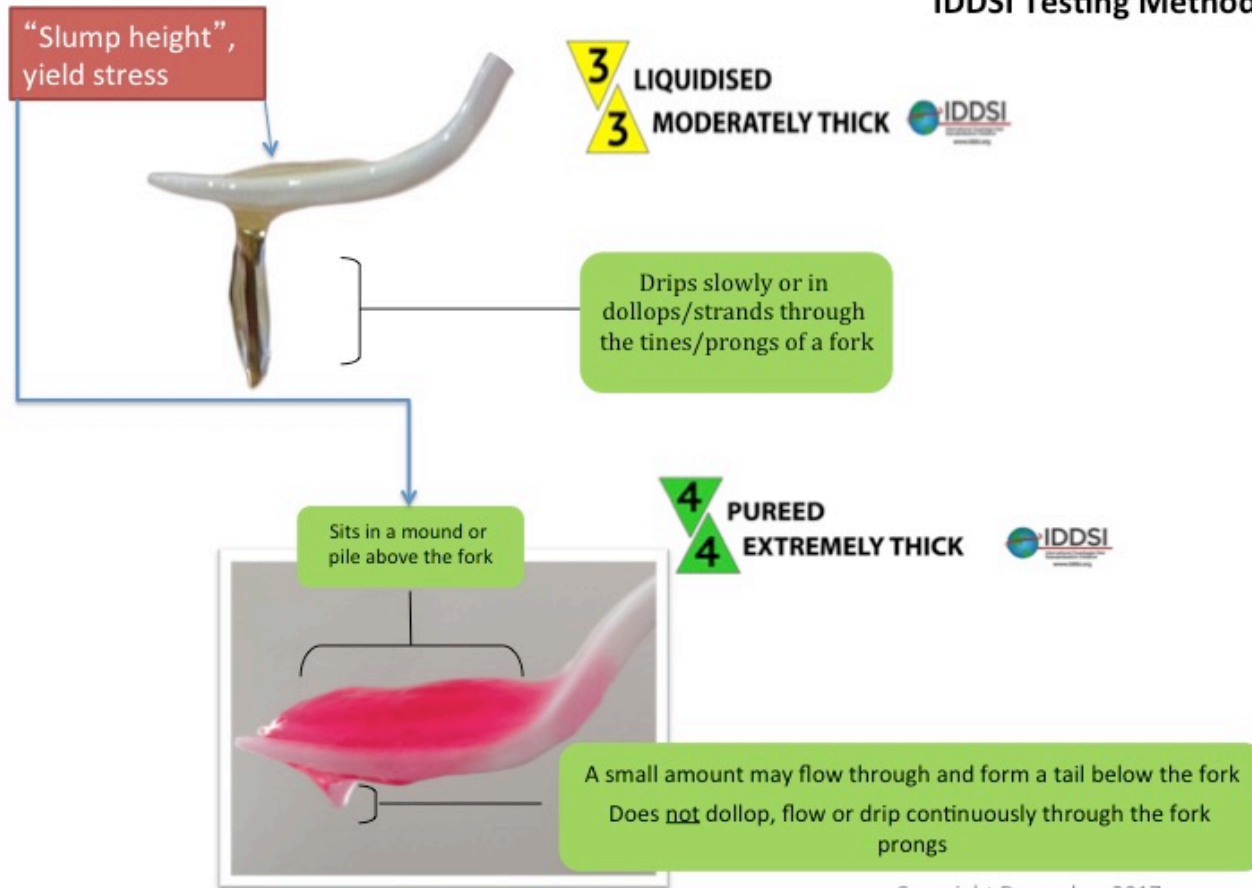 IDDSI Testing Method
“Slump height”,
yield stress
3
LIQUIDISED
3
MODERATELY THICK
IDDSI
Drips slowly or in
dollops/strands through
the tines/prongs of a fork
Sits in a mound or
pile above the fork
4
PUREED
4
EXTREMELY THICK
IDDSI
A small amount may flow through and form a tail below the fork
Does not dollop, flow or drip continuously through the fork
prongs